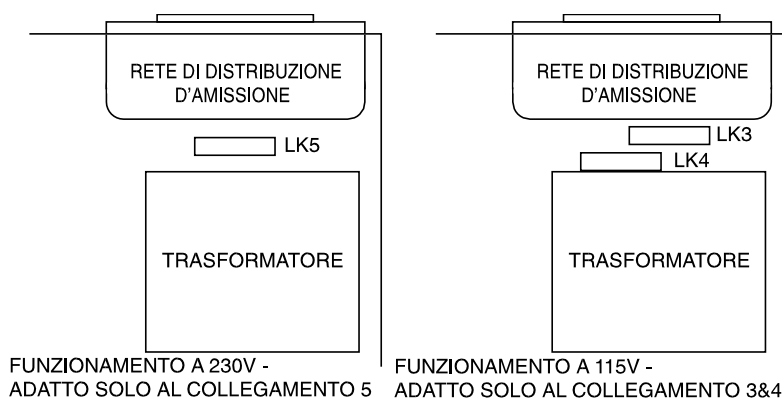 RETE DI DISTRIBUZIONE
D'AMISSIONE
LK5
TRASFORMATORE
FUNZIONAMENTO A 230V -
ADATTO SOLO AL COLLEGAMENTO 5
RETE DI DISTRIBUZIONE
D'AMISSIONE
LK3
LK4
TRASFORMATORE
FUNZIONAMENTO A 115V -
ADATTO SOLO AL COLLEGAMENTO 3&4